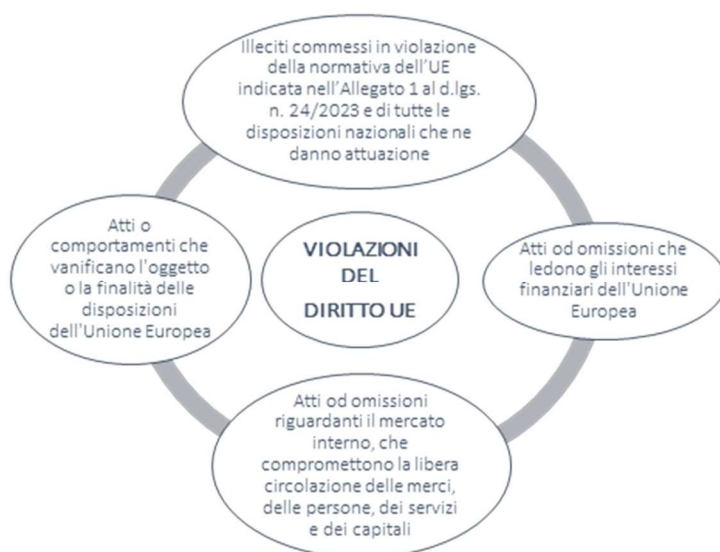 Illeciti commessi in violazione
della normativa dell'UE
indicata nell'Allegato 1 al d.lgs.
n. 24/2023 e di tutte le
disposizioni nazionali che ne
danno attuazione
Atti o
comportamenti che
vanificano l'oggetto
o la finalità delle
disposizioni
dell'Unione Europea
VIOLAZIONI
DEL
DIRITTO UE
Atti od omissioni che
ledono gli interessi
finanziari dell'Unione
Europea
Atti od omissioni
riguardanti il mercato
interno, che
compromettono la libera
circolazione delle merci,
delle persone, dei servizi
e dei capitali